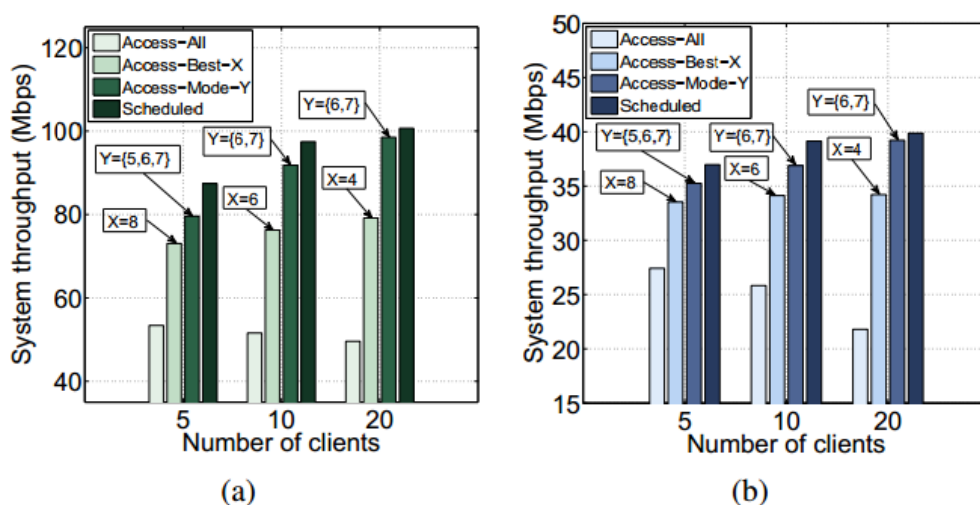 System throughput (Mbps)
120
100
80
60
40
Access-All
Access-Best-X
Access-Mode-Y
Scheduled
Y={5,6,7}
X=8
Y={6,7}
X=6
Y={6,7}
X=4
5
10
20
Number of clients
(a)
System throughput (Mbps)
50
45
40
35
30
25
20
15
Access-All
Access-Best-X
Access-Mode-Y
Scheduled
Y={5,6,7}
X=8
Y={6,7}
X=6
Y={6,7}
X=4
5
10
20
Number of clients
(b)